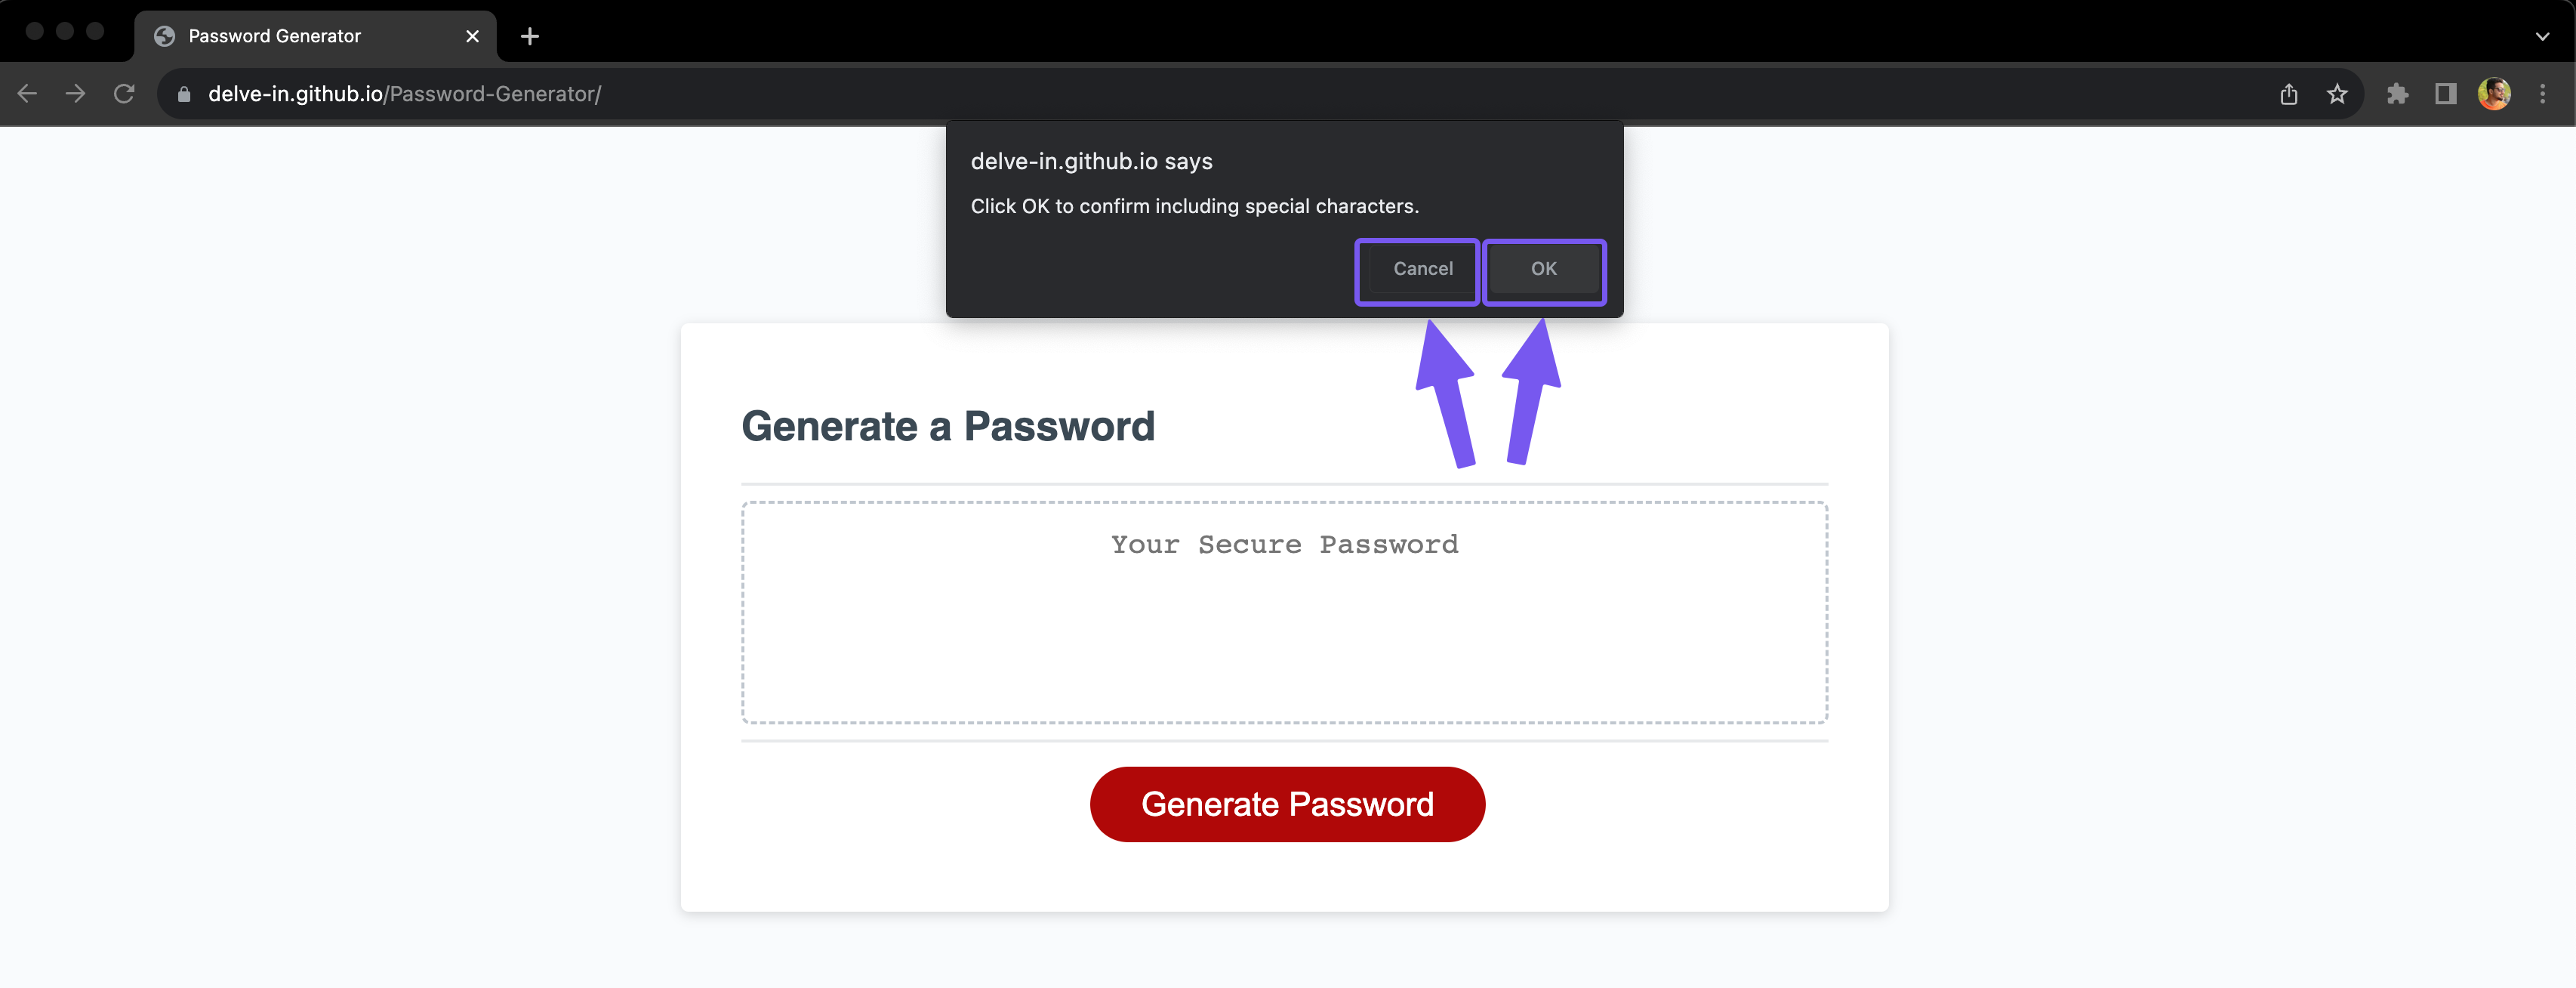 Password Generator
delve-in.github.io/Password-Generator/
delve-in.github.io says
Click OK to confirm including special characters.
Cancel
OK
Generate a Password
Your Secure Password
Generate Password